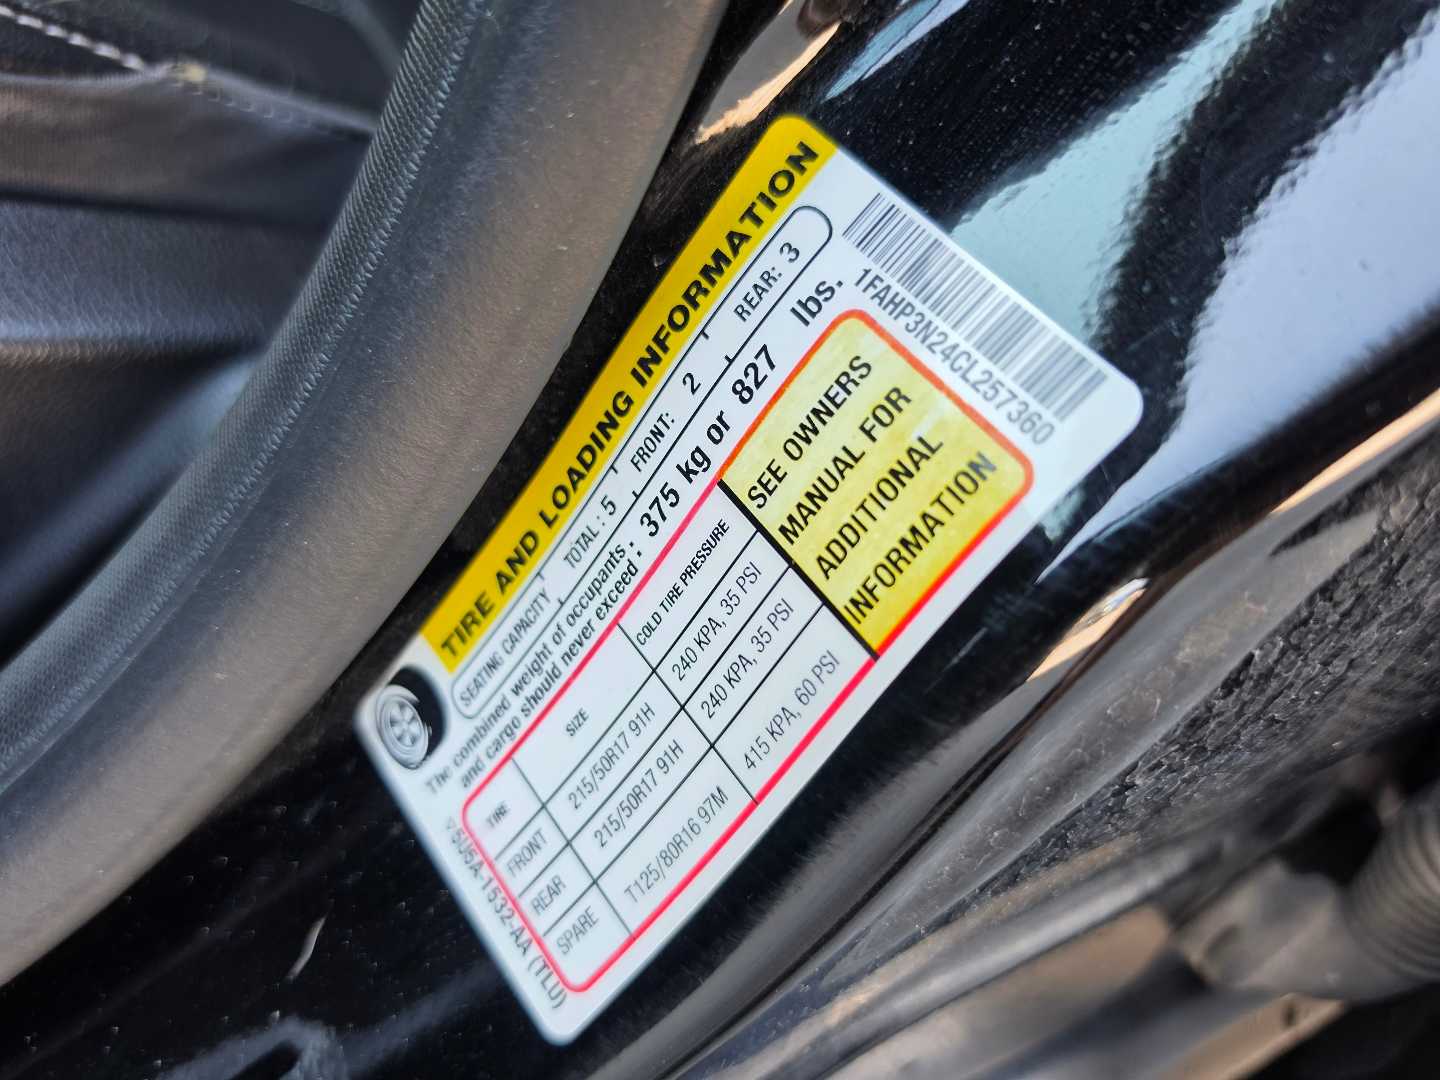 TIRE AND LOADING INFORMATION
SEATING CAPACITY TOTAL: 5 FRONT: 2 REAR: 3
The combined weight of occupants
and cargo should never exceed : 375 kg or 827 lbs.
TIRE SIZE COLD TIRE PRESSURE
FRONT 215/50R17 91H 240 KPA, 35 PSI
REAR 215/50R17 91H 240 KPA, 35 PSI
SPARE T125/80R16 97M 415 KPA, 60 PSI
SEE OWNERS
MANUAL FOR
ADDITIONAL
INFORMATION
5U5A-1532-AA (TLU)
1FAHP3N24CL257360